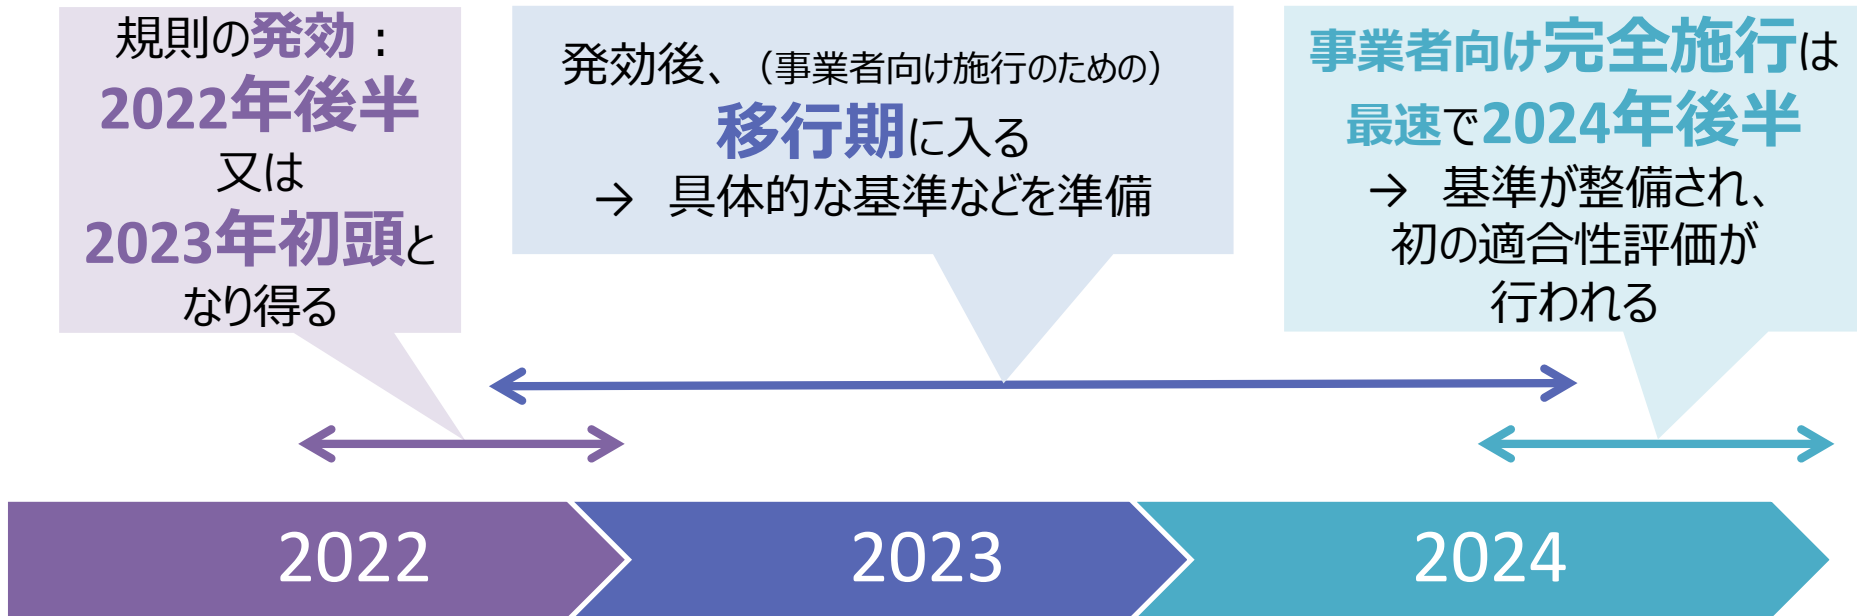 規則の発効：
2022年後半
又は
2023年初頭と
なり得る
発効後、（事業者向け施行のための）
移行期に入る
→ 具体的な基準などを準備
事業者向け完全施行は
最速で2024年後半
→ 基準が整備され、
初の適合性評価が
行われる
2022
2023
2024